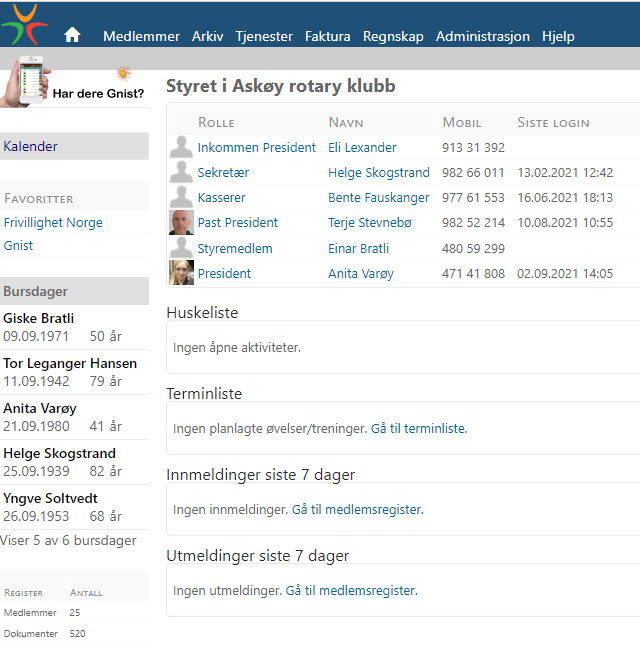 Medlemmer Arkiv Tjenester Faktura Regnskap Administrasjon Hjelp
Har dere Gnist?
Kalender
FAVORITTER
Frivillighet Norge
Gnist
Bursdager
Giske Bratli
09.09.1971 50 år
Tor Leganger Hansen
11.09.1942 79 år
Anita Varøy
21.09.1980 41 år
Helge Skogstrand
25.09.1939 82 år
Yngve Soltvedt
26.09.1953 68 år
Viser 5 av 6 bursdager
REGISTER ANTALL
Medlemmer 25
Dokumenter 520
Styret i Askøy rotary klubb
ROLLE NAVN MOBIL SISTE LOGIN
Inkommen President Eli Lexander 913 31 392
Sekretær Helge Skogstrand 982 66 011 13.02.2021 12:42
Kasserer Bente Fauskanger 977 61 553 16.06.2021 18:13
Past President Terje Stevnebø 982 52 214 10.08.2021 10:55
Styremedlem Einar Bratli 480 59 299
President Anita Varøy 471 41 808 02.09.2021 14:05
Huskeliste
Ingen åpne aktiviteter.
Terminliste
Ingen planlagte øvelser/treninger. Gå til terminliste.
Innmeldinger siste 7 dager
Ingen innmeldinger. Gå til medlemsregister.
Utmeldinger siste 7 dager
Ingen utmeldinger. Gå til medlemsregister.